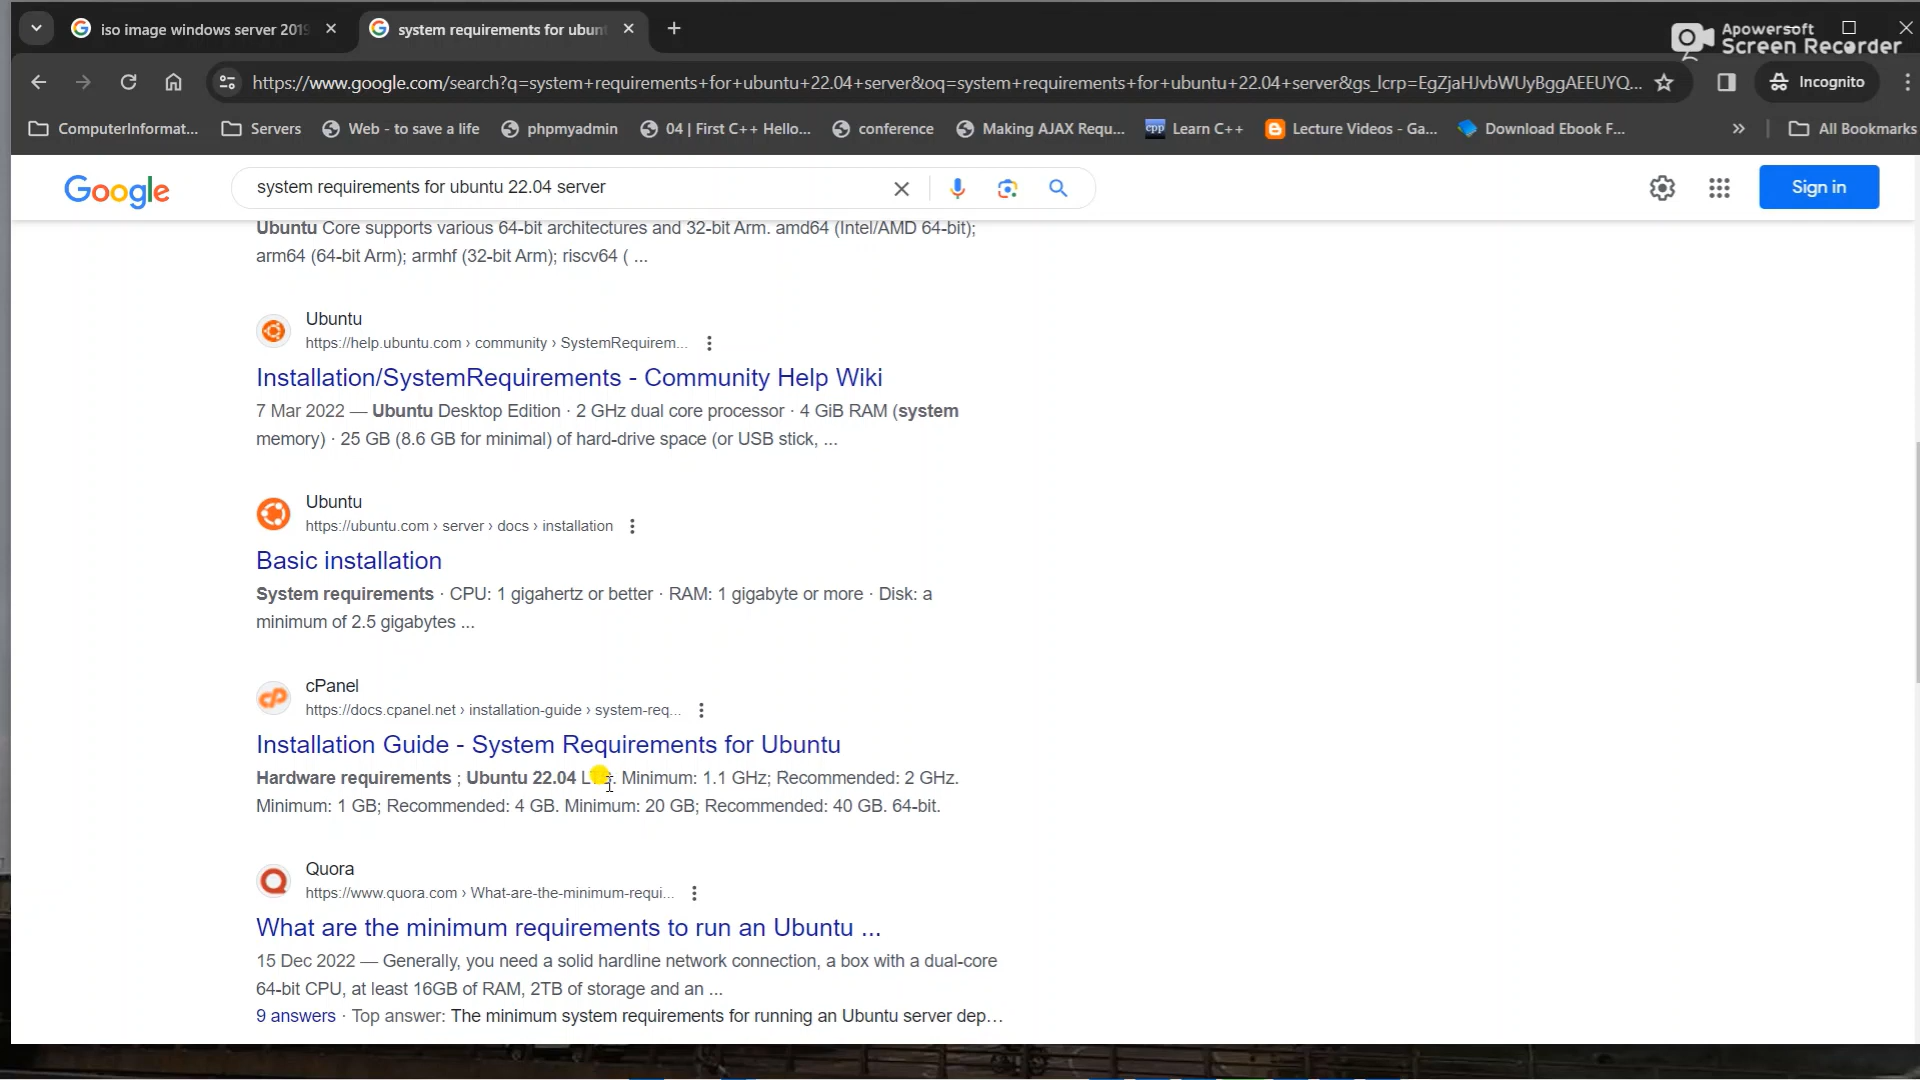 iso image windows server 2019
system requirements for ubun
Apowersoft
Screen Recorder
https://www.google.com/search?q=system+requirements+for+ubuntu+22.04+server&oq=system+requirements+for+ubuntu+22.04+server&gs_lcrp=EgZjaHJvbWUyBggAEEUYQ...
Incognito
ComputerInformat...
Servers
Web - to save a life
phpmyadmin
04 | First C++ Hello...
conference
Making AJAX Requ...
cpp
Learn C++
Lecture Videos - Ga...
Download Ebook F...
»
All Bookmarks
Google
system requirements for ubuntu 22.04 server
Sign in
Ubuntu Core supports various 64-bit architectures and 32-bit Arm. amd64 (Intel/AMD 64-bit);
arm64 (64-bit Arm); armhf (32-bit Arm); riscv64 ( ...
Ubuntu
https://help.ubuntu.com › community › SystemRequirem...
Installation/SystemRequirements - Community Help Wiki
7 Mar 2022 — Ubuntu Desktop Edition · 2 GHz dual core processor · 4 GiB RAM (system
memory) · 25 GB (8.6 GB for minimal) of hard-drive space (or USB stick, ...
Ubuntu
https://ubuntu.com › server › docs › installation
Basic installation
System requirements · CPU: 1 gigahertz or better · RAM: 1 gigabyte or more · Disk: a
minimum of 2.5 gigabytes ...
cPanel
https://docs.cpanel.net › installation-guide › system-req...
Installation Guide - System Requirements for Ubuntu
Hardware requirements ; Ubuntu 22.04 Minimum: 1.1 GHz; Recommended: 2 GHz.
Minimum: 1 GB; Recommended: 4 GB. Minimum: 20 GB; Recommended: 40 GB. 64-bit.
Quora
https://www.quora.com › What-are-the-minimum-requi...
What are the minimum requirements to run an Ubuntu ...
15 Dec 2022 — Generally, you need a solid hardline network connection, a box with a dual-core
64-bit CPU, at least 16GB of RAM, 2TB of storage and an ...
9 answers · Top answer: The minimum system requirements for running an Ubuntu server dep...